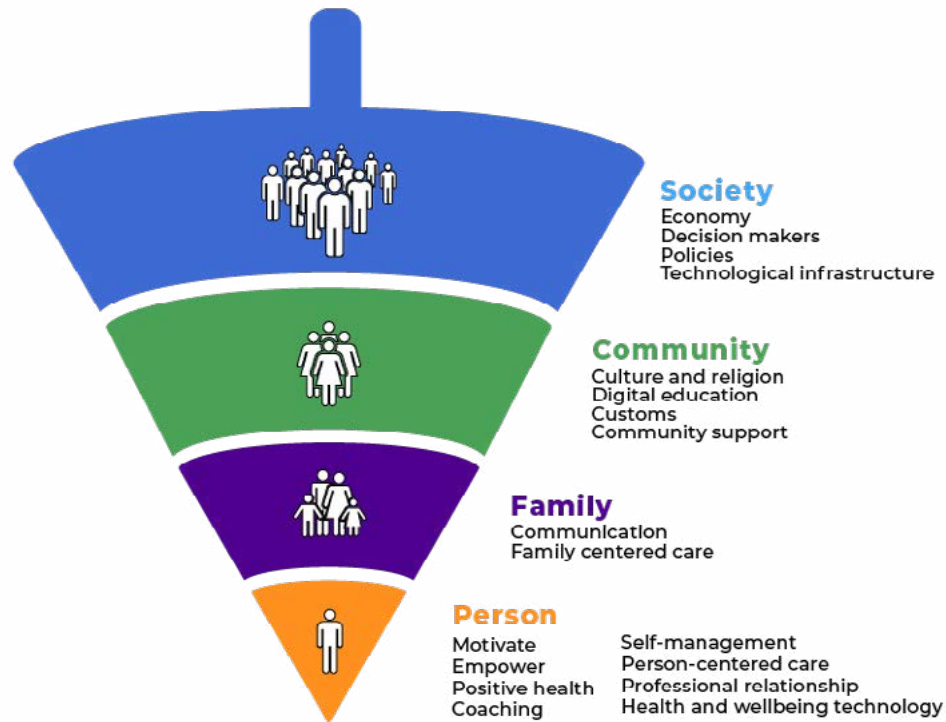 Society
Economy
Decision makers
Policies
Technological infrastructure
Community
Culture and religion
Digital education
Customs
Community support
Family
Communication
Family centered care
Person
Motivate
Empower
Positive health
Coaching
Self-management
Person-centered care
Professional relationship
Health and wellbeing technology